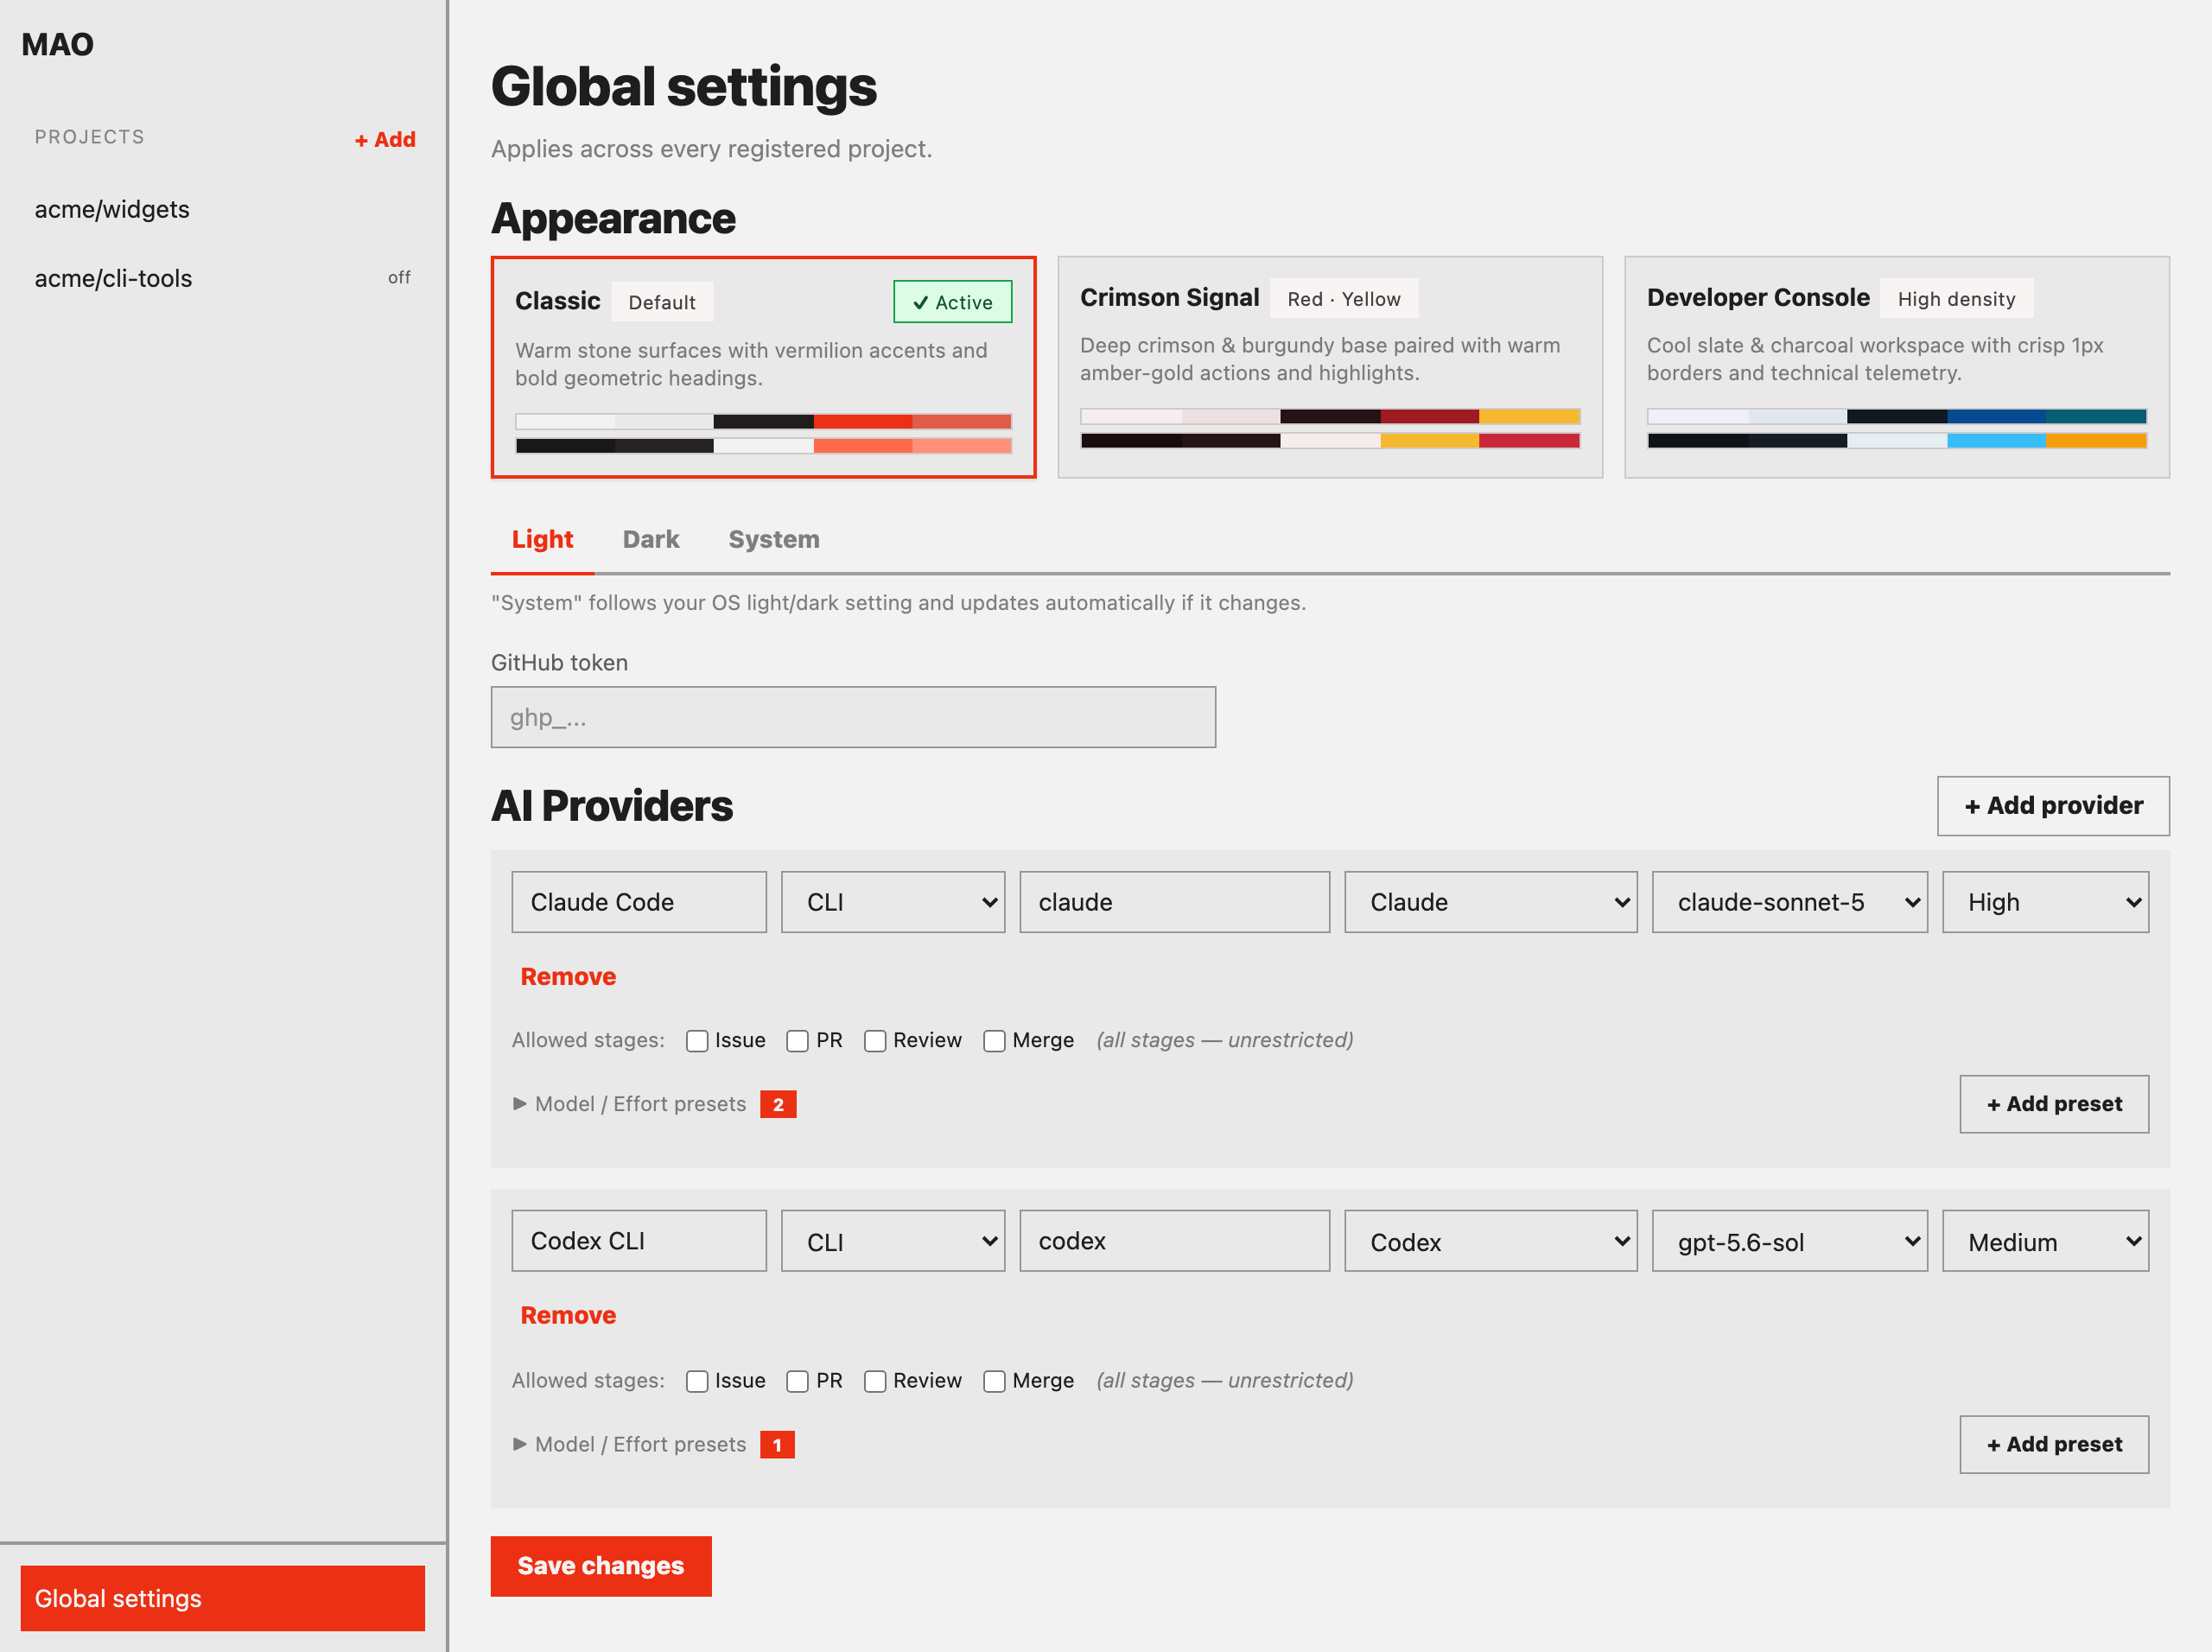 MAO
PROJECTS
+ Add
acme/widgets
acme/cli-tools
off
Global settings
Global settings
Applies across every registered project.
Appearance
Classic
Default
✓ Active
Warm stone surfaces with vermilion accents and
bold geometric headings.
Crimson Signal
Red · Yellow
Deep crimson & burgundy base paired with warm
amber-gold actions and highlights.
Developer Console
High density
Cool slate & charcoal workspace with crisp 1px
borders and technical telemetry.
Light
Dark
System
"System" follows your OS light/dark setting and updates automatically if it changes.
GitHub token
ghp_...
AI Providers
+ Add provider
Claude Code
CLI
claude
Claude
claude-sonnet-5
High
Remove
Allowed stages:
Issue
PR
Review
Merge
(all stages — unrestricted)
Model / Effort presets
2
+ Add preset
Codex CLI
CLI
codex
Codex
gpt-5.6-sol
Medium
Remove
Allowed stages:
Issue
PR
Review
Merge
(all stages — unrestricted)
Model / Effort presets
1
+ Add preset
Save changes